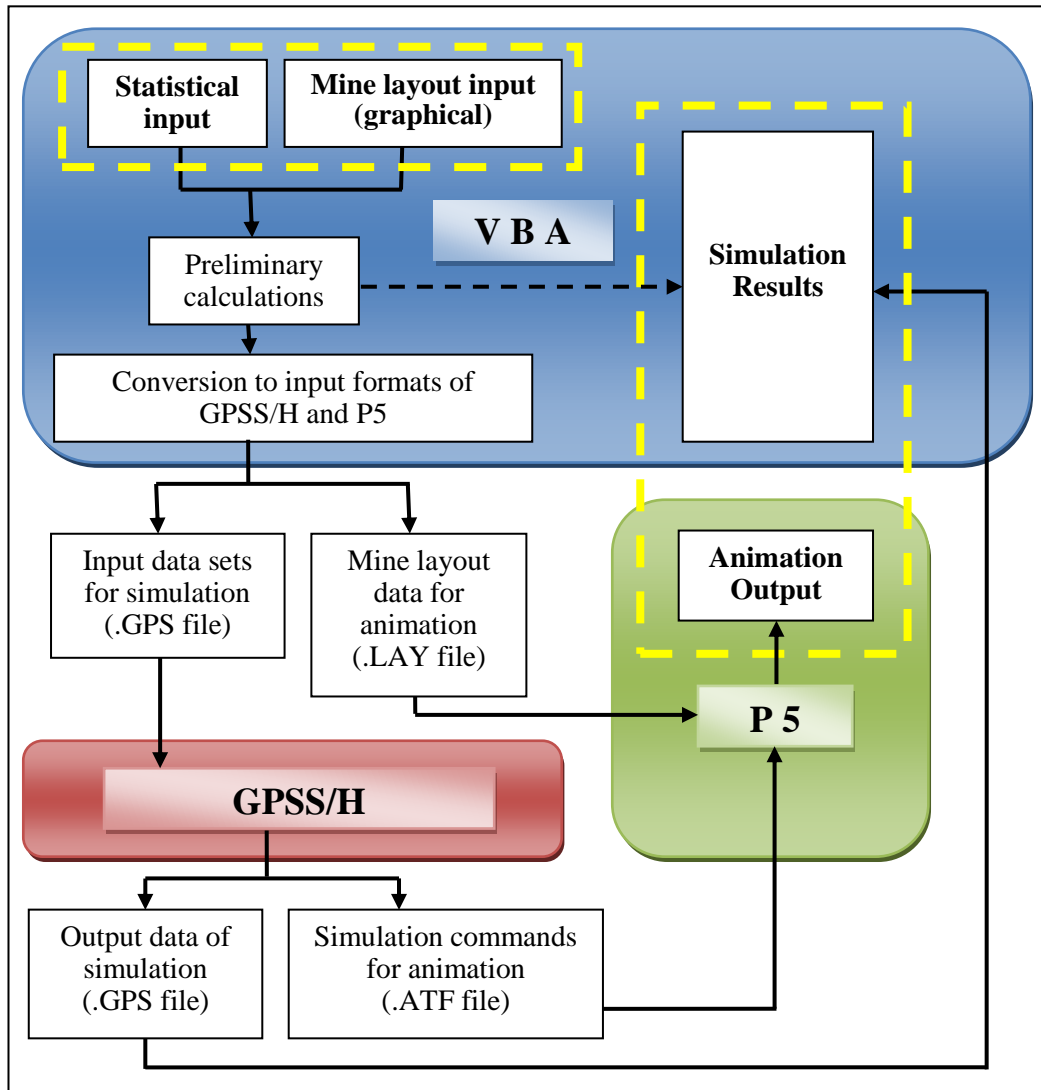 Statistical
input
Mine layout input
(graphical)
V B A
Preliminary
calculations
Simulation
Results
Conversion to input formats of
GPSS/H and P5
Input data sets
for simulation
(.GPS file)
Mine layout
data for
animation
(.LAY file)
Animation
Output
P 5
GPSS/H
Output data of
simulation
(.GPS file)
Simulation commands
for animation
(.ATF file)